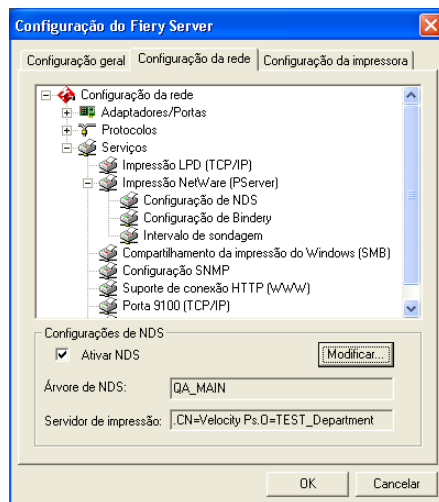 Configuração do Fiery Server
Configuração geral
Configuração da rede
Configuração da impressora
Configuração da rede
Adaptadores/Portas
Protocolos
Serviços
Impressão LPD (TCP/IP)
Impressão NetWare (PServer)
Configuração de NDS
Configuração de Bindery
Intervalo de sondagem
Compartilhamento da impressão do Windows (SMB)
Configuração SNMP
Suporte de conexão HTTP (WWW)
Porta 9100 (TCP/IP)
Configurações de NDS
Ativar NDS
Modificar...
Árvore de NDS:
QA_MAIN
Servidor de impressão:
.CN=Velocity Ps.O=TEST_Department
OK
Cancelar